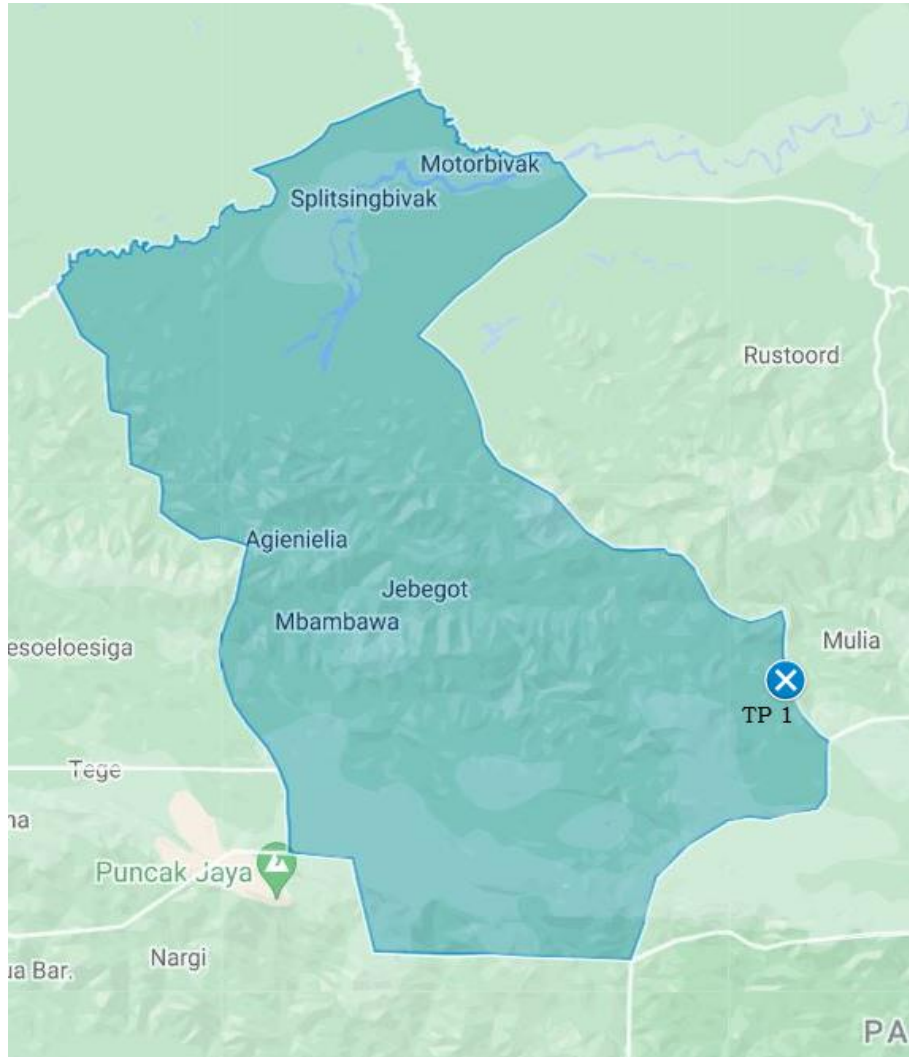 Motorbivak
Splitsingbivak
Rustoord
Agienielia
Jebegot
Mbambawa
Mulia
esoeloesiga
TP 1
Tege
na
Puncak Jaya
Nargi
ua Bar.
PA